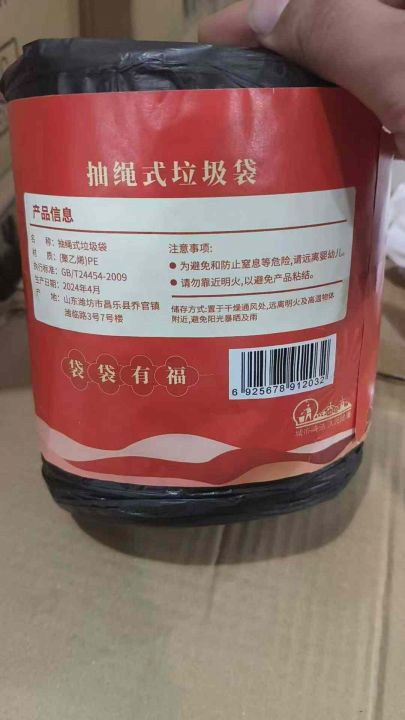 抽绳式垃圾袋
产品信息
名 称: 抽绳式垃圾袋
材 质: (聚乙烯)PE
执行标准: GB/T24454-2009
生产日期: 2024年4月
产 地: 山东潍坊市昌乐县乔官镇
潍临路3号7号楼
注意事项:
● 为避免和防止窒息等危险,请远离婴幼儿。
● 请勿靠近明火,以避免产品粘结。
储存方式:置于干燥通风处,远离明火及高温物体
附近,避免阳光暴晒及雨
袋袋有福
6 925678 912032